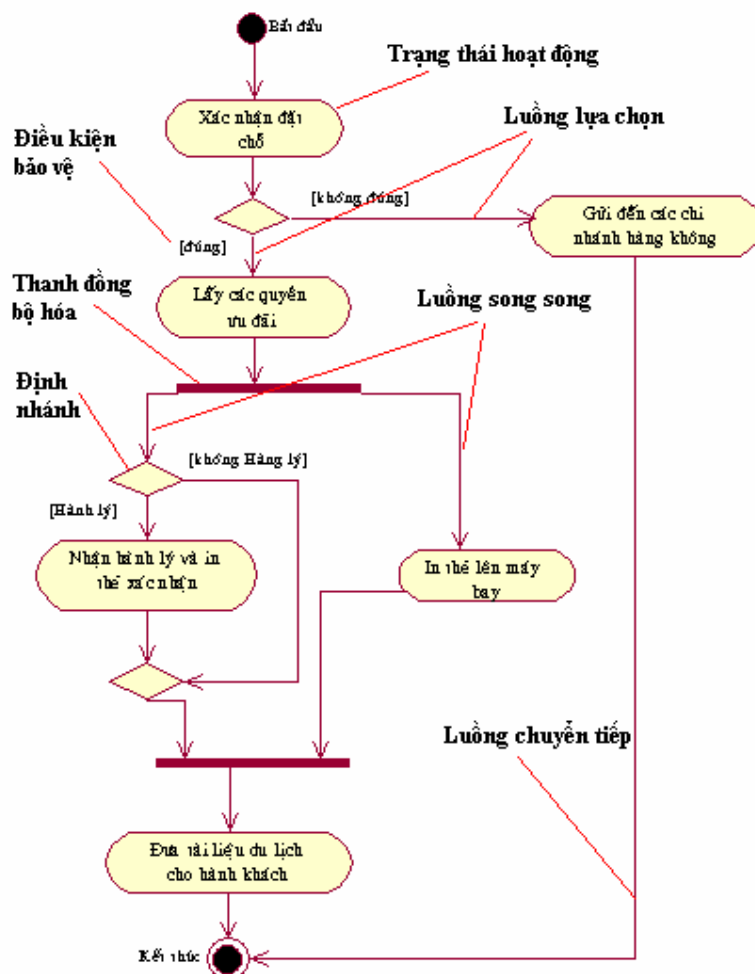 Bắt đầu
Trạng thái hoạt động
Xác nhận đặt
chỗ
Luồng lựa chọn
Điều kiện
bảo vệ
[không đúng]
Gửi đến các chi
nhánh hàng không
[đúng]
Lấy các quyền
ưu đãi
Thanh đồng
bộ hóa
Luồng song song
Định
nhánh
[không Hàng lý]
[Hành lý]
Nhận hành lý và in
thẻ xác nhận
In thẻ lên máy
bay
Luồng chuyển tiếp
Đưa tài liệu du lịch
cho hành khách
Kết thúc